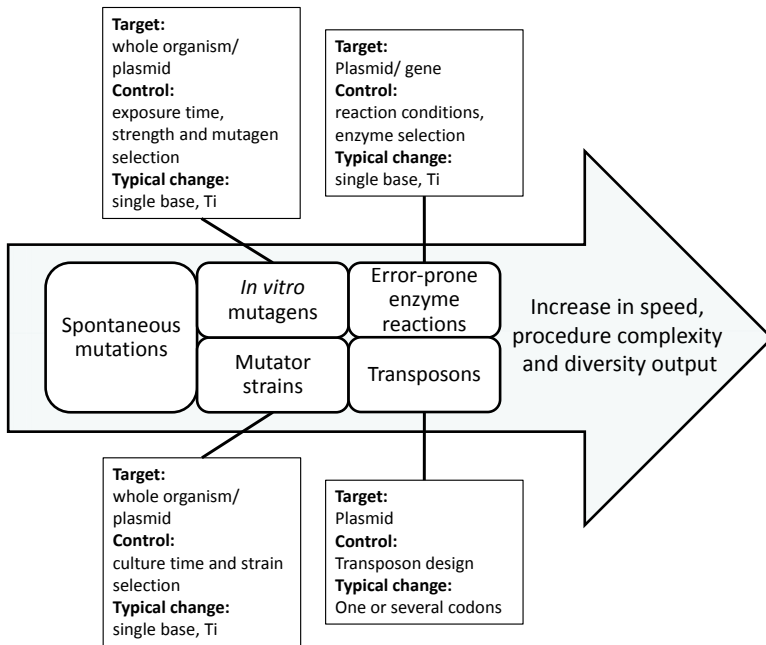 Target:
whole organism/
plasmid
Control:
exposure time,
strength and mutagen
selection
Typical change:
single base, Ti
Target:
Plasmid/ gene
Control:
reaction conditions,
enzyme selection
Typical change:
single base, Ti
Spontaneous
mutations
In vitro
mutagens
Error-prone
enzyme
reactions
Mutator
strains
Transposons
Increase in speed,
procedure complexity
and diversity output
Target:
whole organism/
plasmid
Control:
culture time and strain
selection
Typical change:
single base, Ti
Target:
Plasmid
Control:
Transposon design
Typical change:
One or several codons